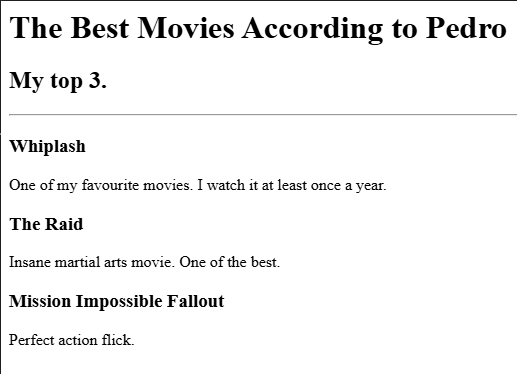 The Best Movies According to Pedro
My top 3.
Whiplash
One of my favourite movies. I watch it at least once a year.
The Raid
Insane martial arts movie. One of the best.
Mission Impossible Fallout
Perfect action flick.